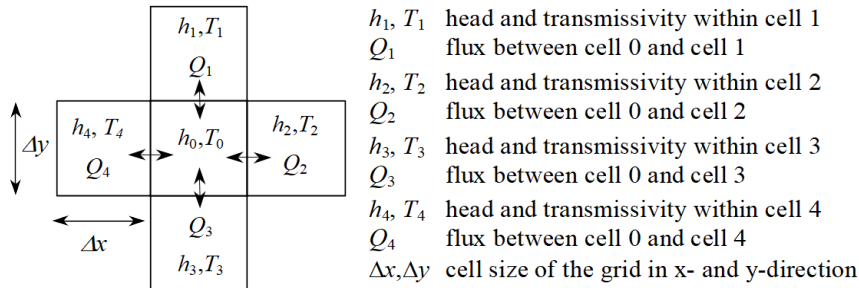 h₁,T₁
Q₁
h₄, T₄
h₀,T₀
h₂,T₂
Δy
Q₄
Q₂
Δx
Q₃
h₃,T₃
h₁, T₁ head and transmissivity within cell 1
Q₁ flux between cell 0 and cell 1
h₂, T₂ head and transmissivity within cell 2
Q₂ flux between cell 0 and cell 2
h₃, T₃ head and transmissivity within cell 3
Q₃ flux between cell 0 and cell 3
h₄, T₄ head and transmissivity within cell 4
Q₄ flux between cell 0 and cell 4
Δx,Δy cell size of the grid in x- and y-direction